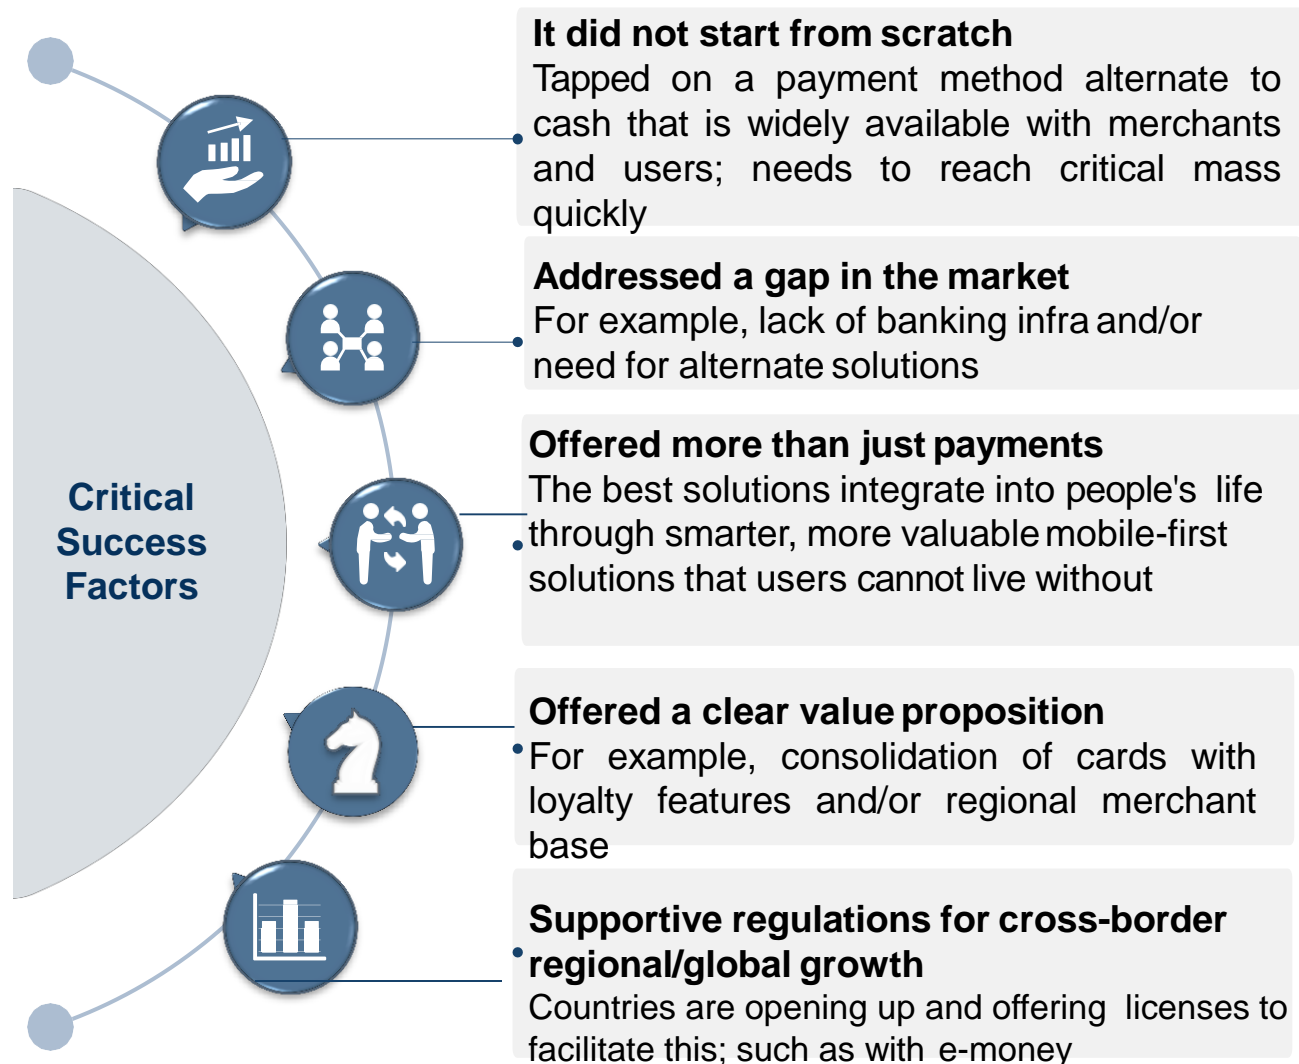 It did not start from scratch
Tapped on a payment method alternate to
cash that is widely available with merchants
and users; needs to reach critical mass
quickly
Addressed a gap in the market
For example, lack of banking infra and/or
need for alternate solutions
Offered more than just payments
The best solutions integrate into people's life
through smarter, more valuable mobile-first
solutions that users cannot live without
Critical
Success
Factors
Offered a clear value proposition
For example, consolidation of cards with
loyalty features and/or regional merchant
base
Supportive regulations for cross-border
regional/global growth
Countries are opening up and offering licenses to
facilitate this; such as with e-money